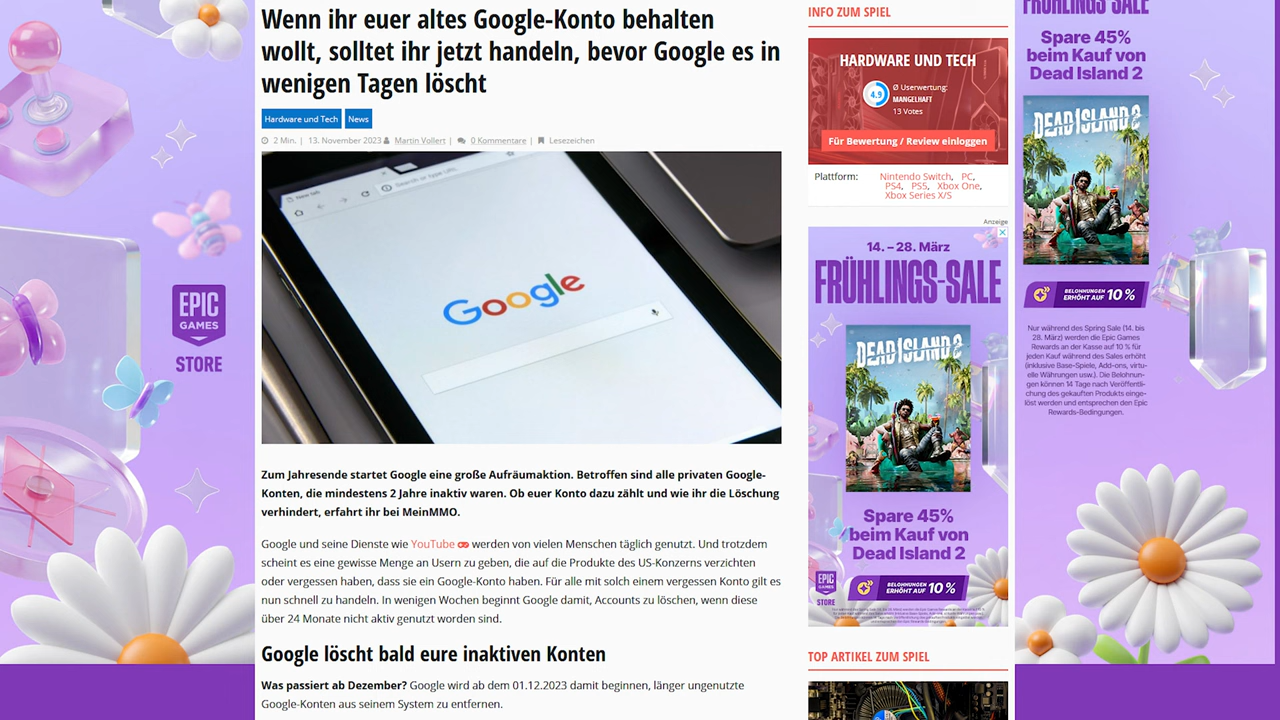 Wenn ihr euer altes Google-Konto behalten
wollt, solltet ihr jetzt handeln, bevor Google es in
wenigen Tagen löscht
Hardware und Tech
News
2 Min. | 13. November 2023 Martin Vollert | 0 Kommentare | Lesezeichen
New tab
Search or type URL
Google
Zum Jahresende startet Google eine große Aufräumaktion. Betroffen sind alle privaten Google-
Konten, die mindestens 2 Jahre inaktiv waren. Ob euer Konto dazu zählt und wie ihr die Löschung
verhindert, erfahrt ihr bei MeinMMO.
Google und seine Dienste wie YouTube werden von vielen Menschen täglich genutzt. Und trotzdem
scheint es eine gewisse Menge an Usern zu geben, die auf die Produkte des US-Konzerns verzichten
oder vergessen haben, dass sie ein Google-Konto haben. Für alle mit solch einem vergessen Konto gilt es
nun schnell zu handeln. In wenigen Wochen beginnt Google damit, Accounts zu löschen, wenn diese
über 24 Monate nicht aktiv genutzt worden sind.
Google löscht bald eure inaktiven Konten
Was passiert ab Dezember? Google wird ab dem 01.12.2023 damit beginnen, länger ungenutzte
Google-Konten aus seinem System zu entfernen.
EPIC
GAMES
STORE
INFO ZUM SPIEL
HARDWARE UND TECH
4.9
Ø Userwertung:
MANGELHAFT
13 Votes
Für Bewertung / Review einloggen
Plattform: Nintendo Switch, PC,
PS4, PS5, Xbox One,
Xbox Series X/S
Anzeige
14. – 28. März
FRÜHLINGS-SALE
DEAD ISLAND 2
Spare 45%
beim Kauf von
Dead Island 2
EPIC
GAMES
STORE
BELOHNUNGEN
ERHÖHT AUF 10 %
TOP ARTIKEL ZUM SPIEL
FRÜHLINGS SALE
Spare 45%
beim Kauf von
Dead Island 2
DEAD ISLAND 2
BELOHNUNGEN
ERHÖHT AUF 10 %
Nur während des Spring Sale (14. bis
28. März) werden die Epic Games
Rewards an der Kasse auf 10 % für
jeden Kauf während des Sales erhöht
(inklusive Base-Spiele, Add-ons, virtu-
elle Währungen usw.). Die Belohnun-
gen können 14 Tage nach Veröffentli-
chung des gekauften Produkts einge-
löst werden und entsprechen den Epic
Rewards-Bedingungen.